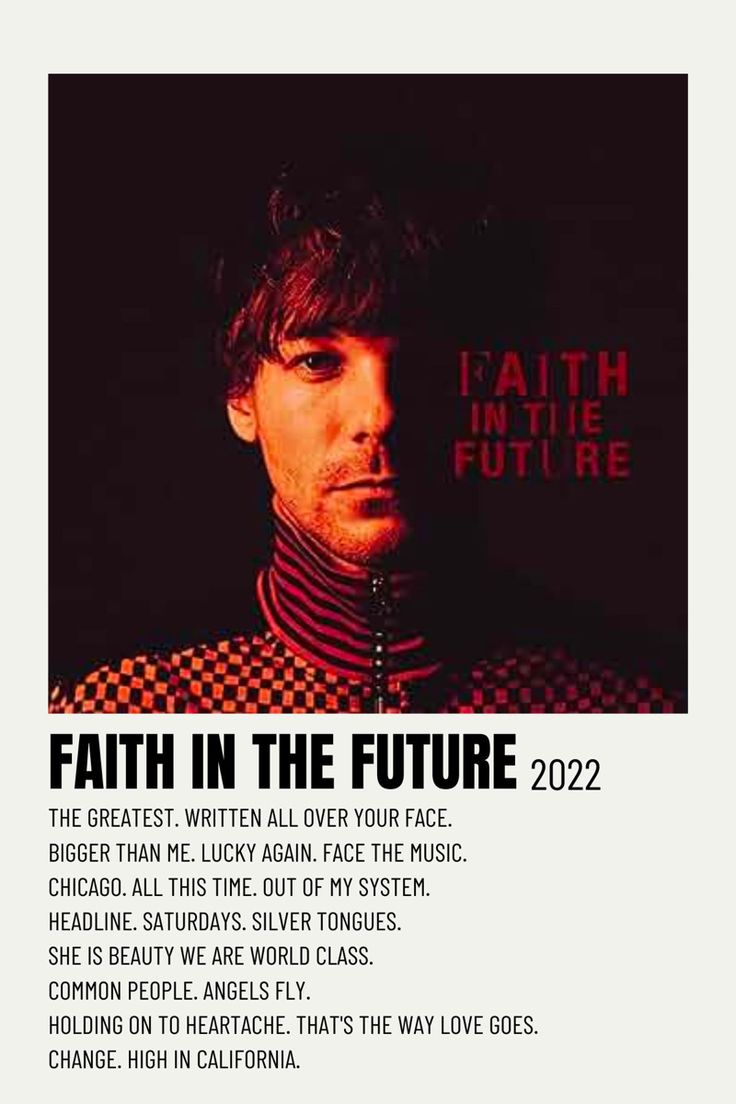 FAITH
IN THE
FUTURE
FAITH IN THE FUTURE 2022
THE GREATEST. WRITTEN ALL OVER YOUR FACE.
BIGGER THAN ME. LUCKY AGAIN. FACE THE MUSIC.
CHICAGO. ALL THIS TIME. OUT OF MY SYSTEM.
HEADLINE. SATURDAYS. SILVER TONGUES.
SHE IS BEAUTY WE ARE WORLD CLASS.
COMMON PEOPLE. ANGELS FLY.
HOLDING ON TO HEARTACHE. THAT'S THE WAY LOVE GOES.
CHANGE. HIGH IN CALIFORNIA.